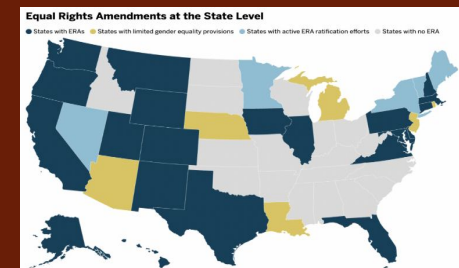 Equal Rights Amendments at the State Level
States with ERAs States with limited gender equality provisions States with active ERA ratification efforts States with no ERA